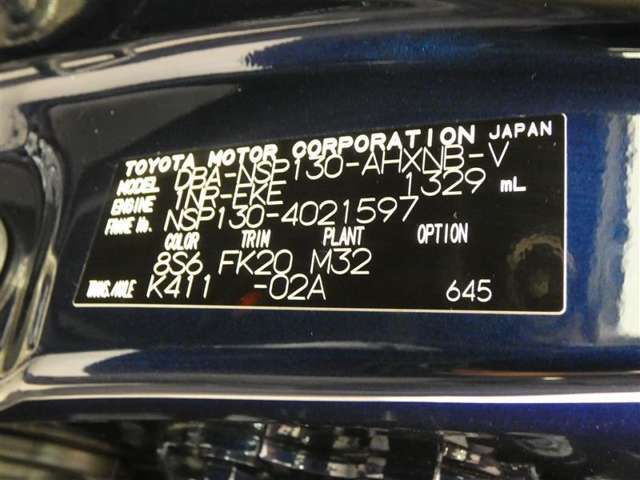 TOYOTA MOTOR CORPORATION JAPAN
MODEL DBA-NSP130-AHXNB-V
ENGINE 1NR-FKE 1329 mL
FRAME No. NSP130-4021597
COLOR TRIM PLANT OPTION
8S6 FK20 M32
TRANS.AXLE K411 -02A 645